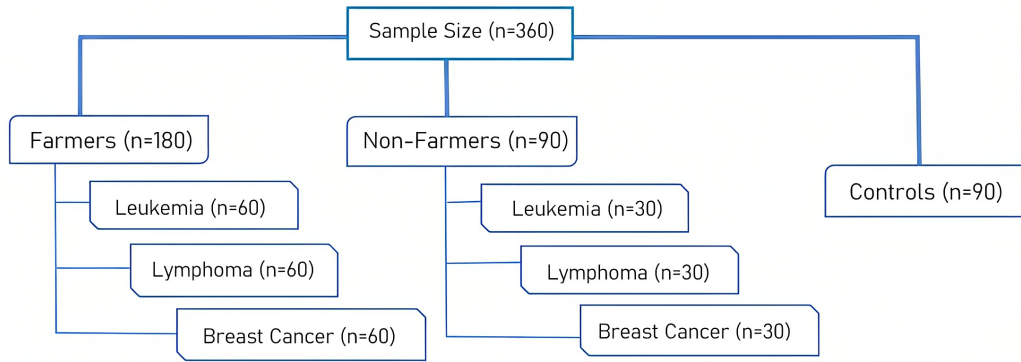 Sample Size (n=360)
Farmers (n=180)
Leukemia (n=60)
Lymphoma (n=60)
Breast Cancer (n=60)
Non-Farmers (n=90)
Leukemia (n=30)
Lymphoma (n=30)
Breast Cancer (n=30)
Controls (n=90)